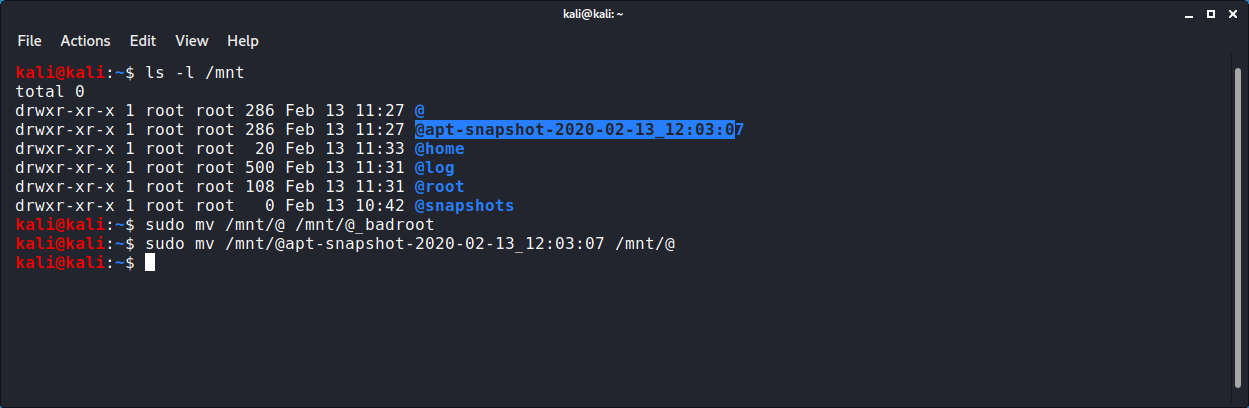 kali@kali: ~
File Actions Edit View Help
kali@kali:~$ ls -l /mnt
total 0
drwxr-xr-x 1 root root 286 Feb 13 11:27 @
drwxr-xr-x 1 root root 286 Feb 13 11:27 @apt-snapshot-2020-02-13_12:03:07
drwxr-xr-x 1 root root  20 Feb 13 11:33 @home
drwxr-xr-x 1 root root 500 Feb 13 11:31 @log
drwxr-xr-x 1 root root 108 Feb 13 11:31 @root
drwxr-xr-x 1 root root   0 Feb 13 10:42 @snapshots
kali@kali:~$ sudo mv /mnt/@ /mnt/@_badroot
kali@kali:~$ sudo mv /mnt/@apt-snapshot-2020-02-13_12:03:07 /mnt/@
kali@kali:~$